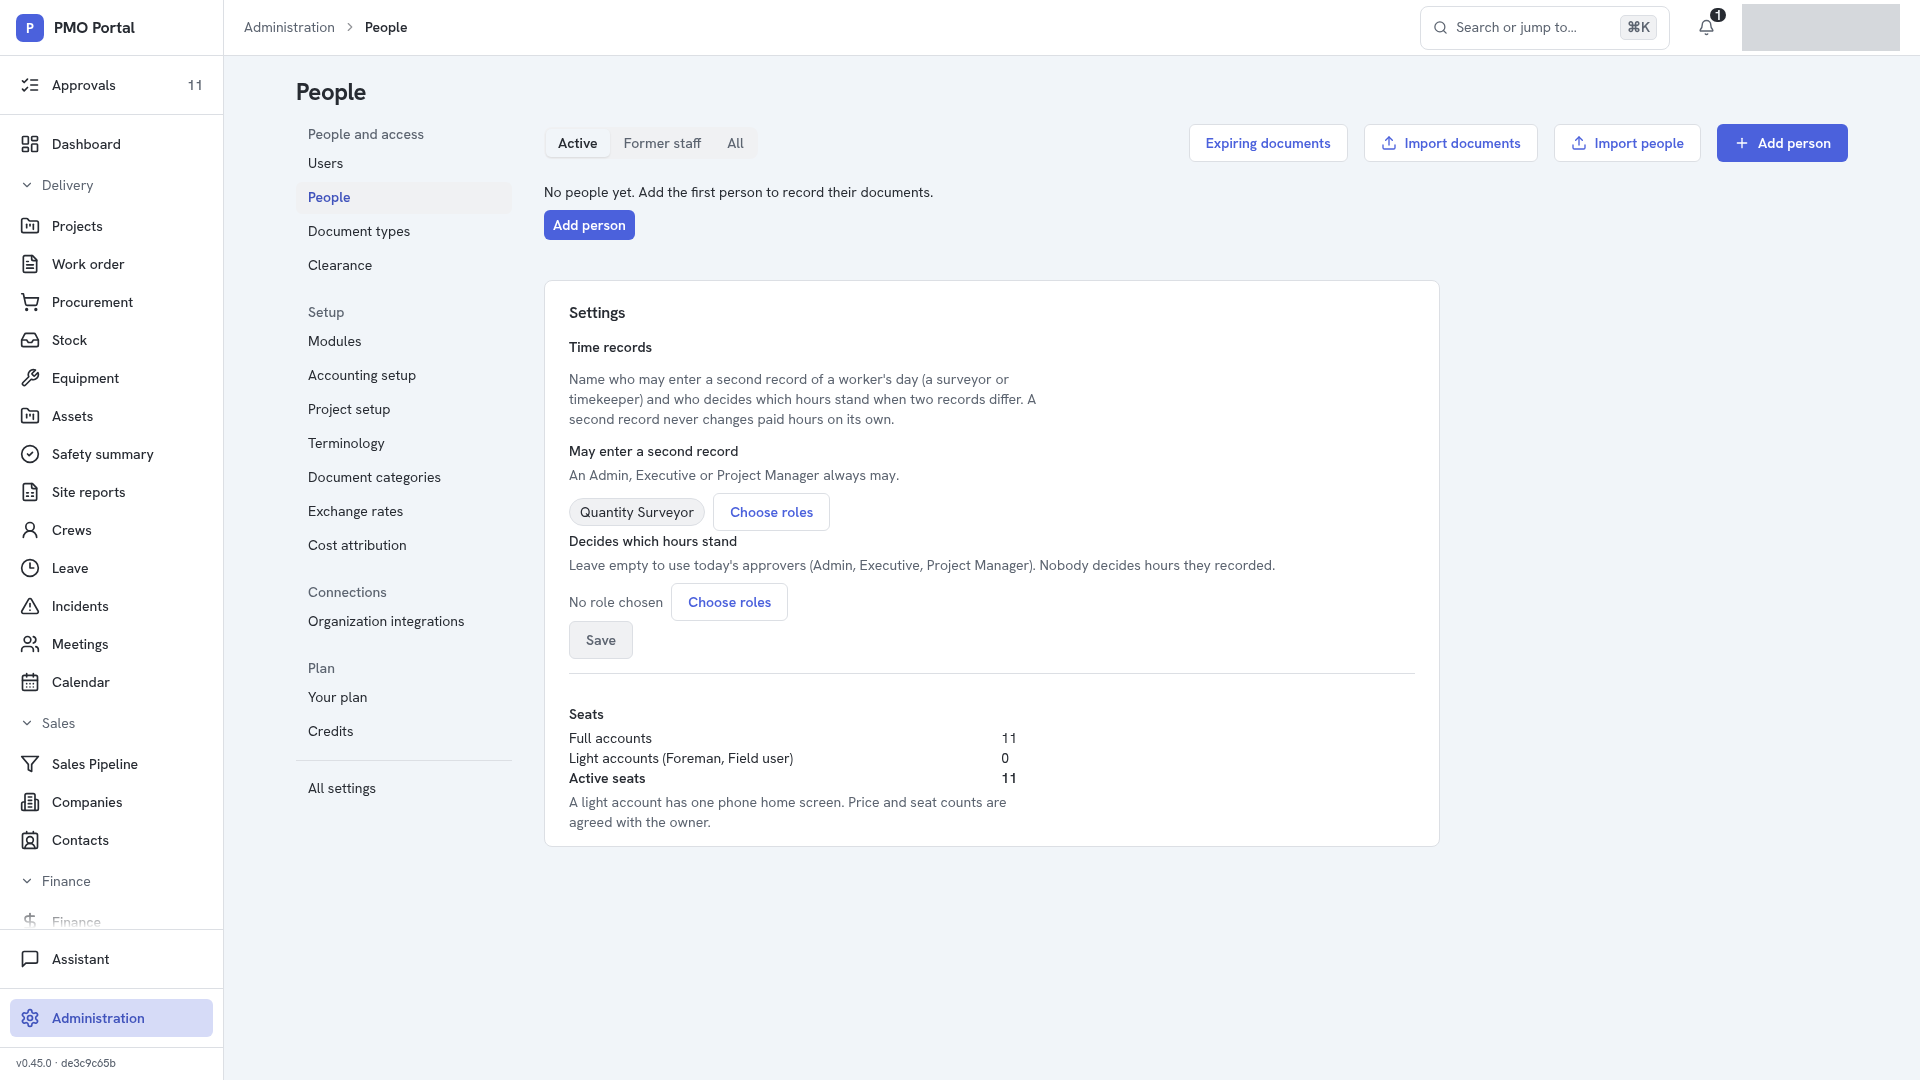 P PMO Portal
Administration > People
Search or jump to... ⌘K
1
Approvals 11
Dashboard
Delivery
Projects
Work order
Procurement
Stock
Equipment
Assets
Safety summary
Site reports
Crews
Leave
Incidents
Meetings
Calendar
Sales
Sales Pipeline
Companies
Contacts
Finance
Finance
Assistant
Administration
v0.45.0 · de3c9c65b
People
People and access
Users
People
Document types
Clearance
Setup
Modules
Accounting setup
Project setup
Terminology
Document categories
Exchange rates
Cost attribution
Connections
Organization integrations
Plan
Your plan
Credits
All settings
Active Former staff All
Expiring documents Import documents Import people + Add person
No people yet. Add the first person to record their documents.
Add person
Settings
Time records
Name who may enter a second record of a worker's day (a surveyor or
timekeeper) and who decides which hours stand when two records differ. A
second record never changes paid hours on its own.
May enter a second record
An Admin, Executive or Project Manager always may.
Quantity Surveyor Choose roles
Decides which hours stand
Leave empty to use today's approvers (Admin, Executive, Project Manager). Nobody decides hours they recorded.
No role chosen Choose roles
Save
Seats
Full accounts 11
Light accounts (Foreman, Field user) 0
Active seats 11
A light account has one phone home screen. Price and seat counts are
agreed with the owner.